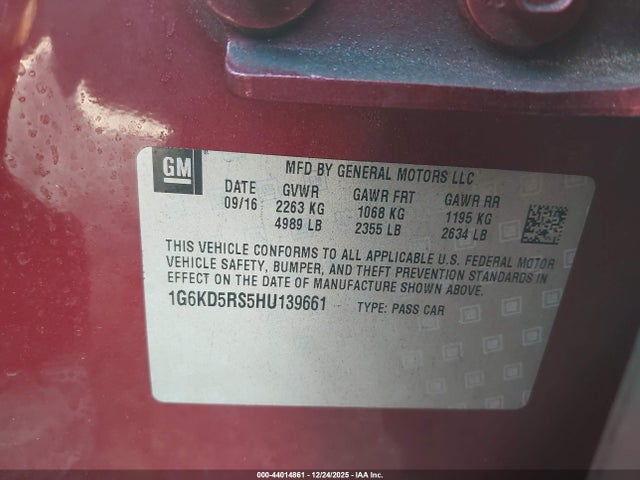 GM
MFD BY GENERAL MOTORS LLC
DATE GVWR GAWR FRT GAWR RR
09/16 2263 KG 1068 KG 1195 KG
4989 LB 2355 LB 2634 LB
THIS VEHICLE CONFORMS TO ALL APPLICABLE U.S. FEDERAL MOTOR
VEHICLE SAFETY, BUMPER, AND THEFT PREVENTION STANDARDS IN
EFFECT ON THE DATE OF MANUFACTURE SHOWN ABOVE.
1G6KD5RS5HU139661 TYPE: PASS CAR
000-44014861 - 12/24/2025 - IAA Inc.